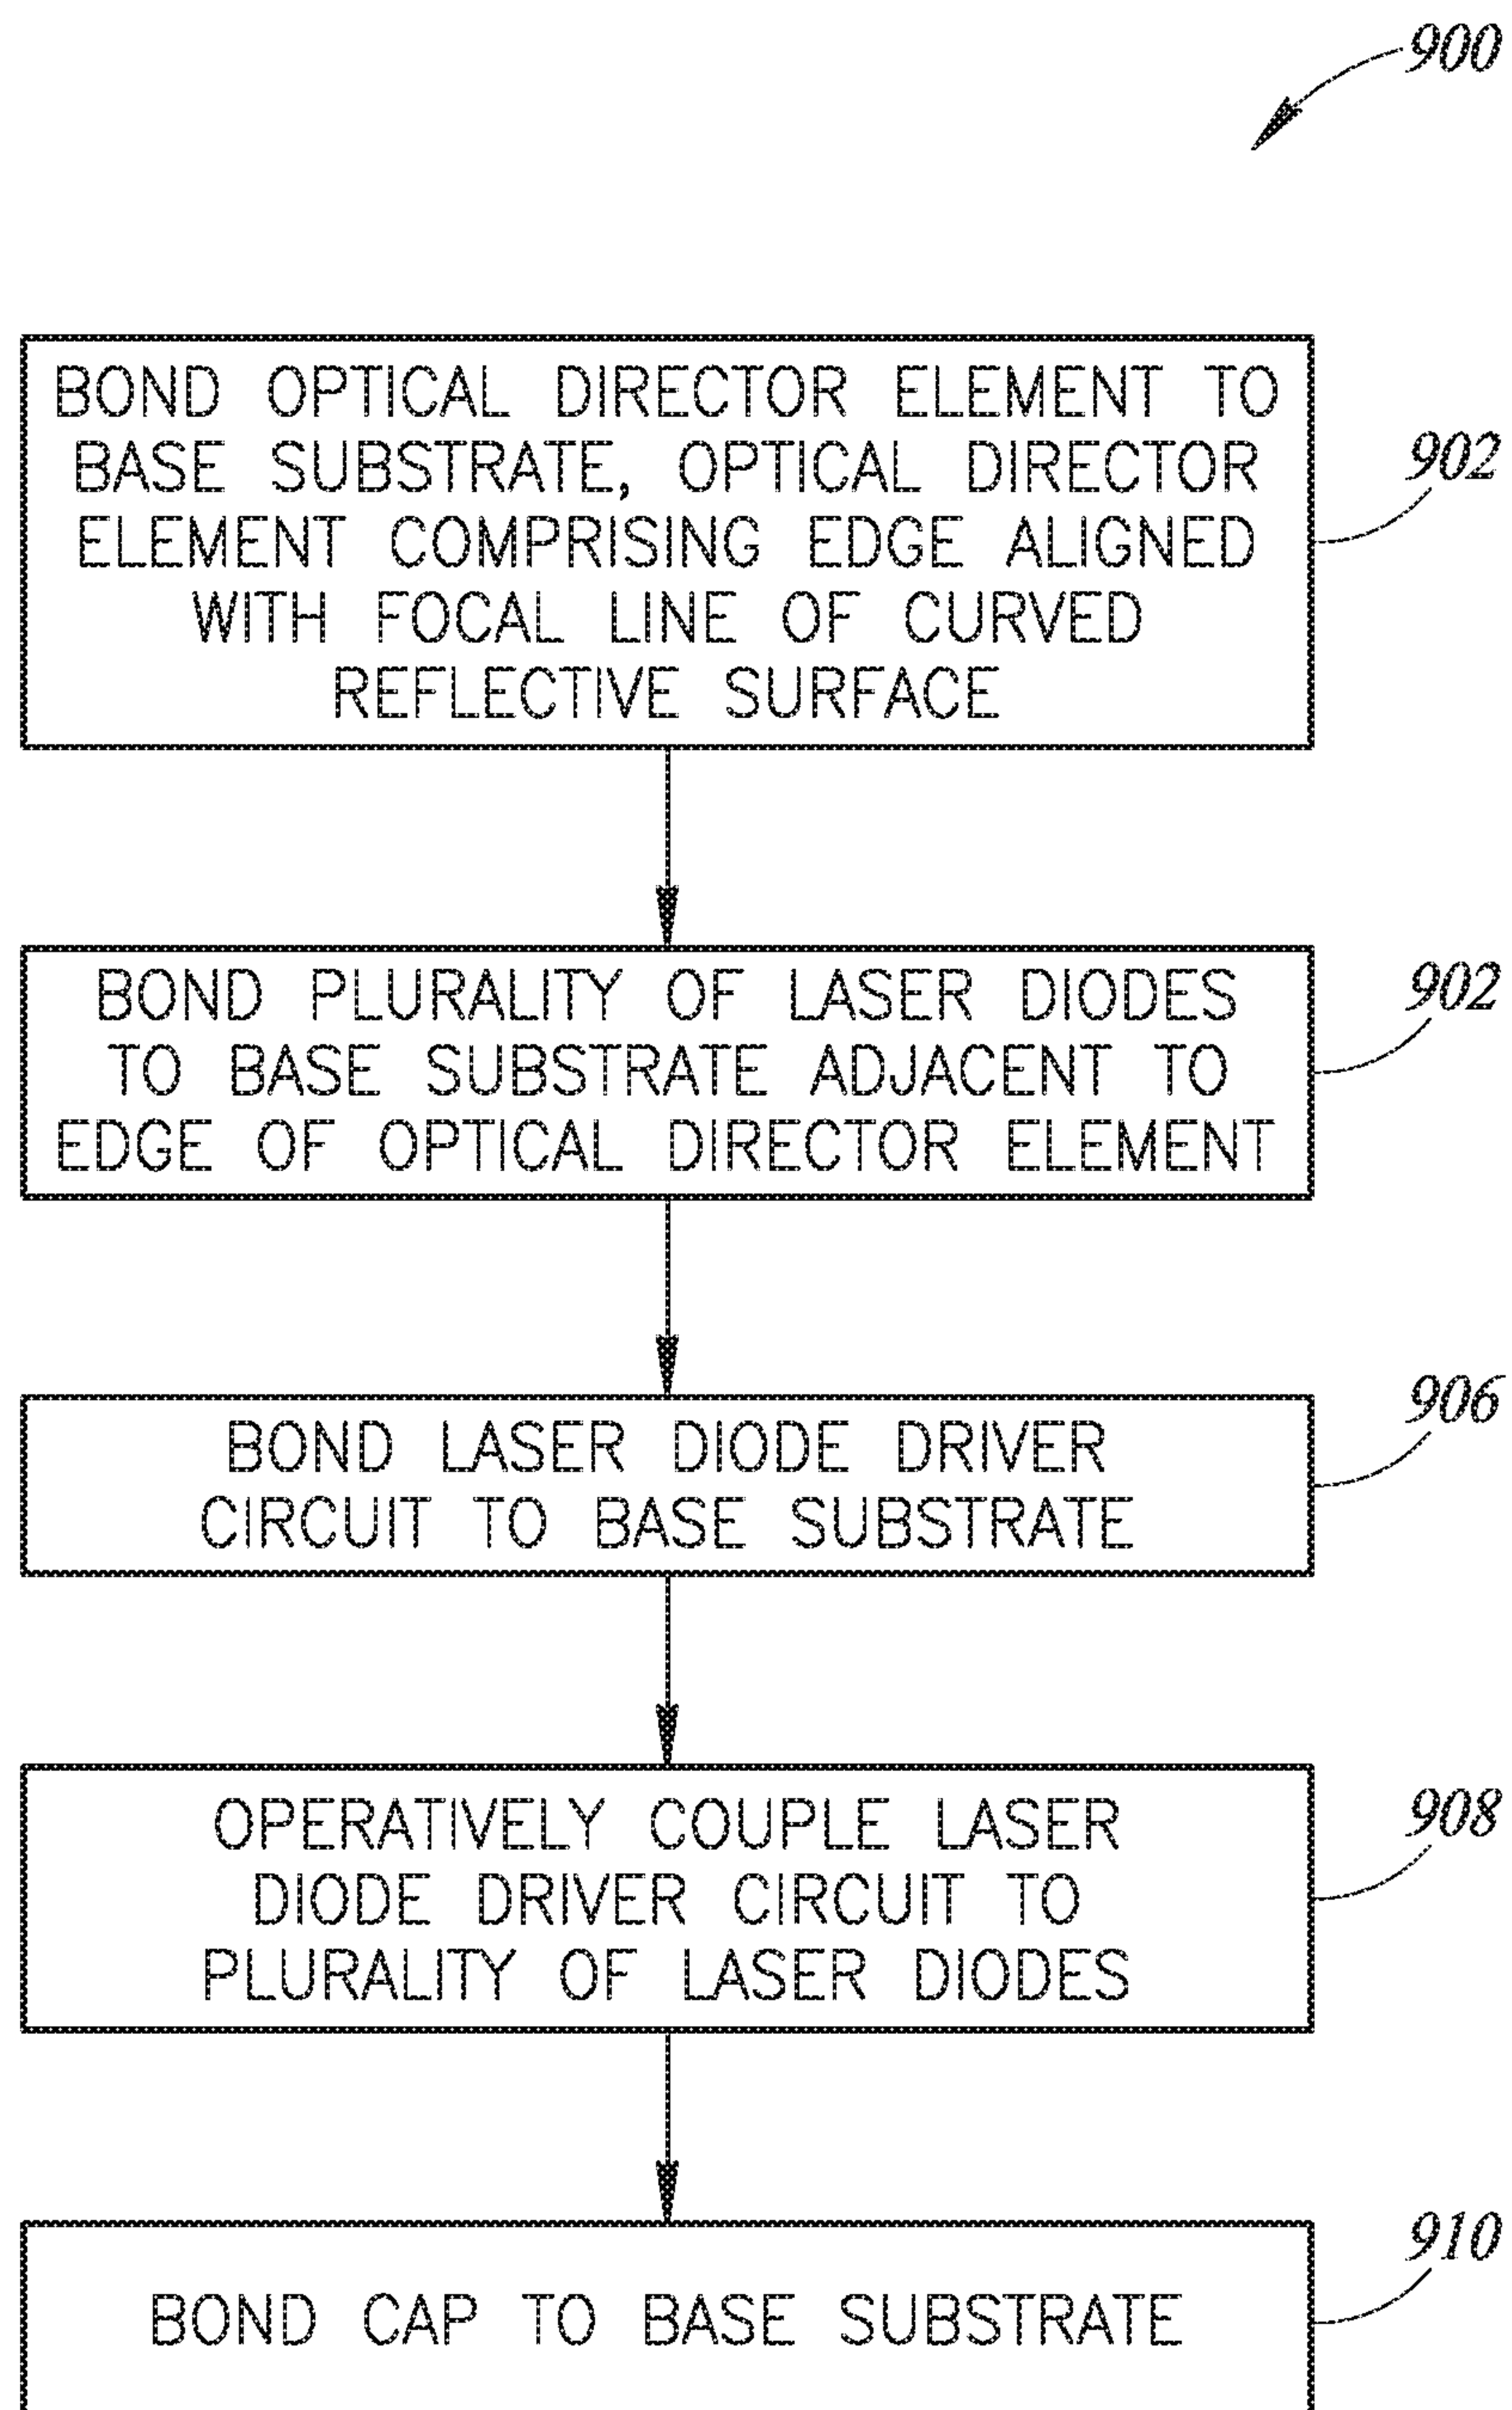 900
BOND OPTICAL DIRECTOR ELEMENT TO
BASE SUBSTRATE, OPTICAL DIRECTOR
ELEMENT COMPRISING EDGE ALIGNED
WITH FOCAL LINE OF CURVED
REFLECTIVE SURFACE
902
BOND PLURALITY OF LASER DIODES
TO BASE SUBSTRATE ADJACENT TO
EDGE OF OPTICAL DIRECTOR ELEMENT
902
BOND LASER DIODE DRIVER
CIRCUIT TO BASE SUBSTRATE
906
OPERATIVELY COUPLE LASER
DIODE DRIVER CIRCUIT TO
PLURALITY OF LASER DIODES
908
BOND CAP TO BASE SUBSTRATE
910